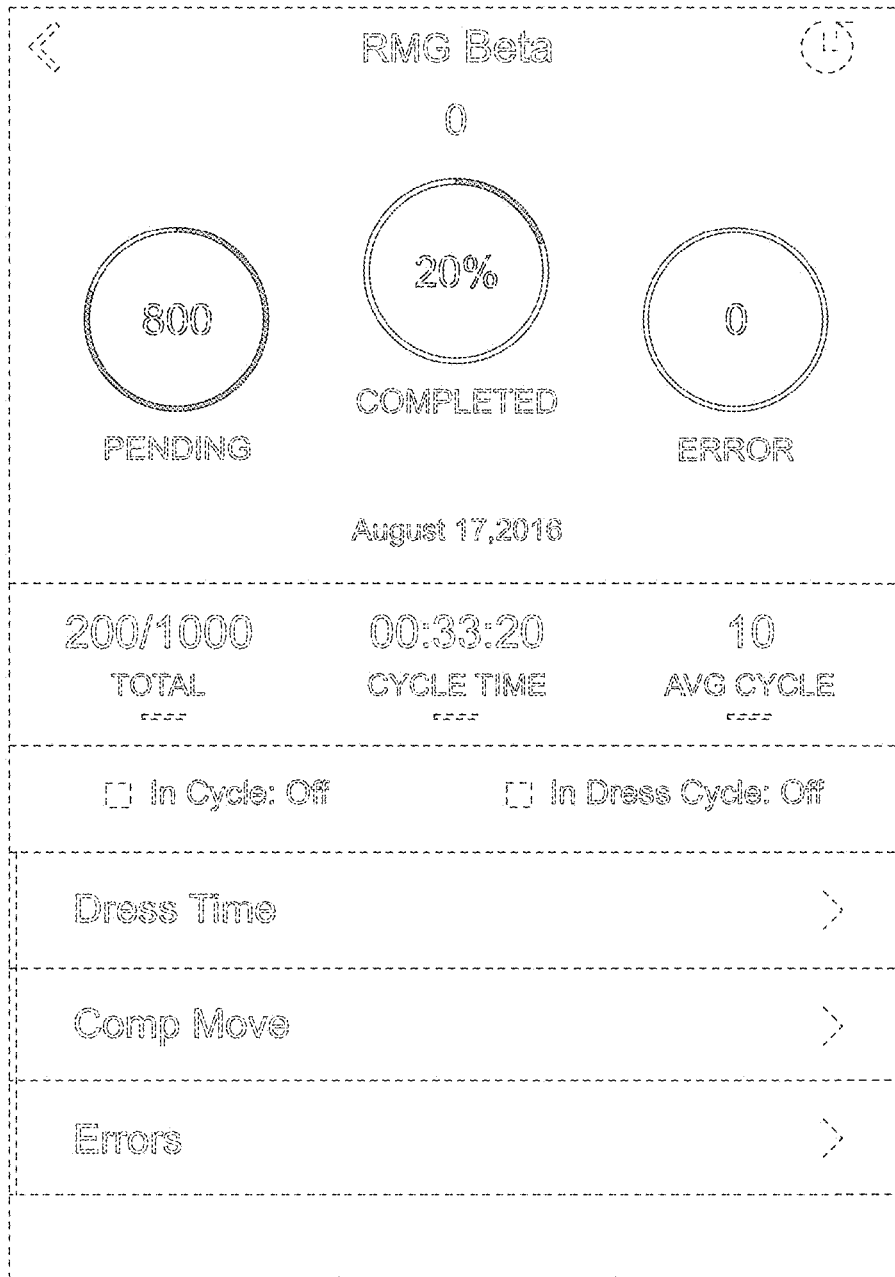 RMG Beta
0
800
20%
0
PENDING
COMPLETED
ERROR
August 17,2016
200/1000
00:33:20
10
TOTAL
CYCLE TIME
AVG CYCLE
In Cycle: Off
In Dress Cycle: Off
Dress Time
Comp Move
Errors